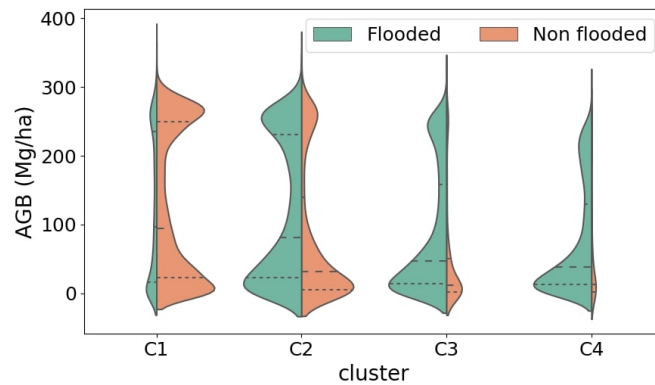 400
300
200
100
0
AGB (Mg/ha)
Flooded
Non flooded
C1
C2
C3
C4
cluster